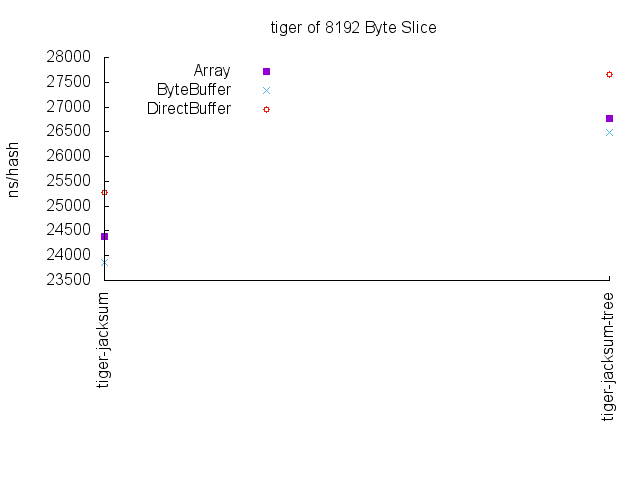 tiger of 8192 Byte Slice
ns/hash
28000
27500
27000
26500
26000
25500
25000
24500
24000
23500
Array
ByteBuffer
DirectBuffer
tiger-jacksum
tiger-jacksum-tree